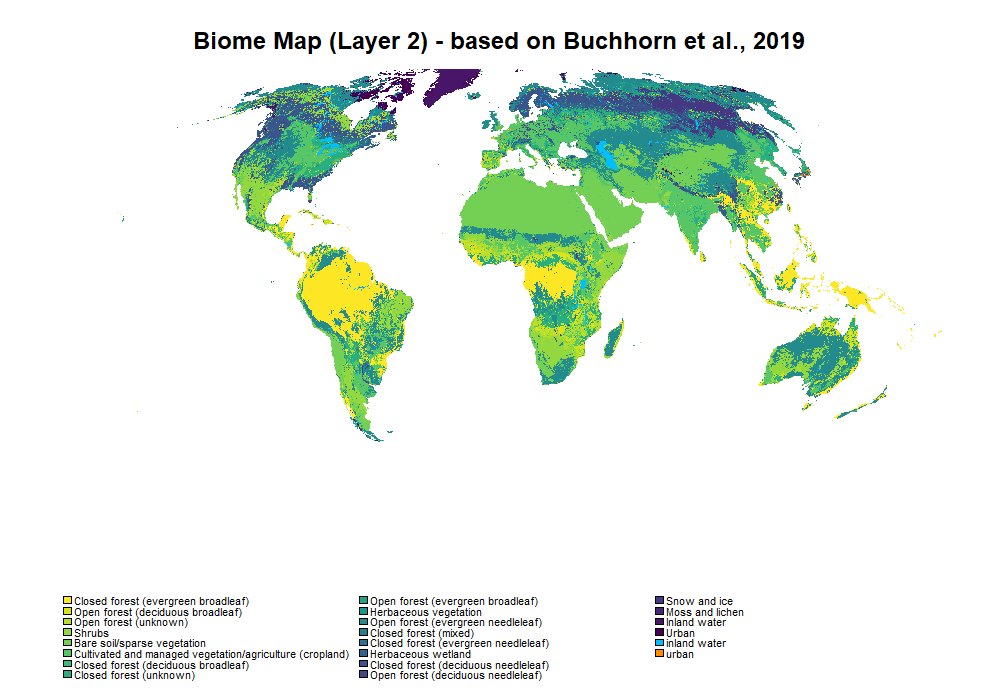 Biome Map (Layer 2) - based on Buchhorn et al., 2019
Closed forest (evergreen broadleaf)
Open forest (deciduous broadleaf)
Open forest (unknown)
Shrubs
Bare soil/sparse vegetation
Cultivated and managed vegetation/agriculture (cropland)
Closed forest (deciduous broadleaf)
Closed forest (unknown)
Open forest (evergreen broadleaf)
Herbaceous vegetation
Open forest (evergreen needleleaf)
Closed forest (mixed)
Closed forest (evergreen needleleaf)
Herbaceous wetland
Closed forest (deciduous needleleaf)
Open forest (deciduous needleleaf)
Snow and ice
Moss and lichen
Inland water
Urban
inland water
urban